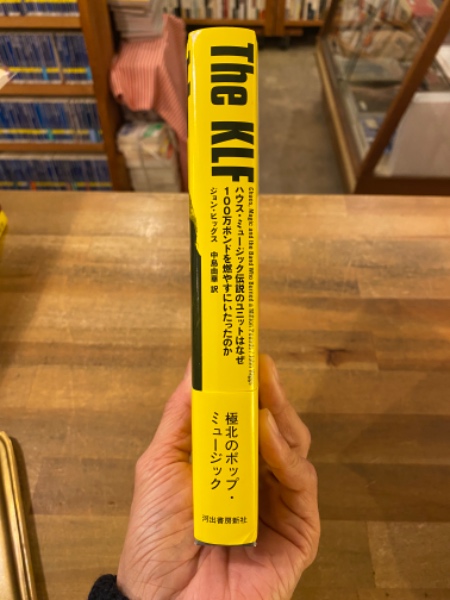 The KLF
Chaos, Magic and the Band Who Burned a Million
ハウス・ミュージック伝説のユニットはなぜ
100万ポンドを燃やすにいたったのか
ジョン・ヒッグス 中島由華 訳
極北のポップ・
ミュージック
河出書房新社